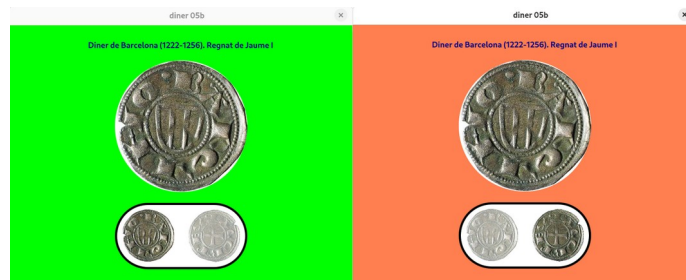 diner 05b
Diner de Barcelona (1222-1256). Regnat de Jaume I
diner 05b
Diner de Barcelona (1222-1256). Regnat de Jaume I